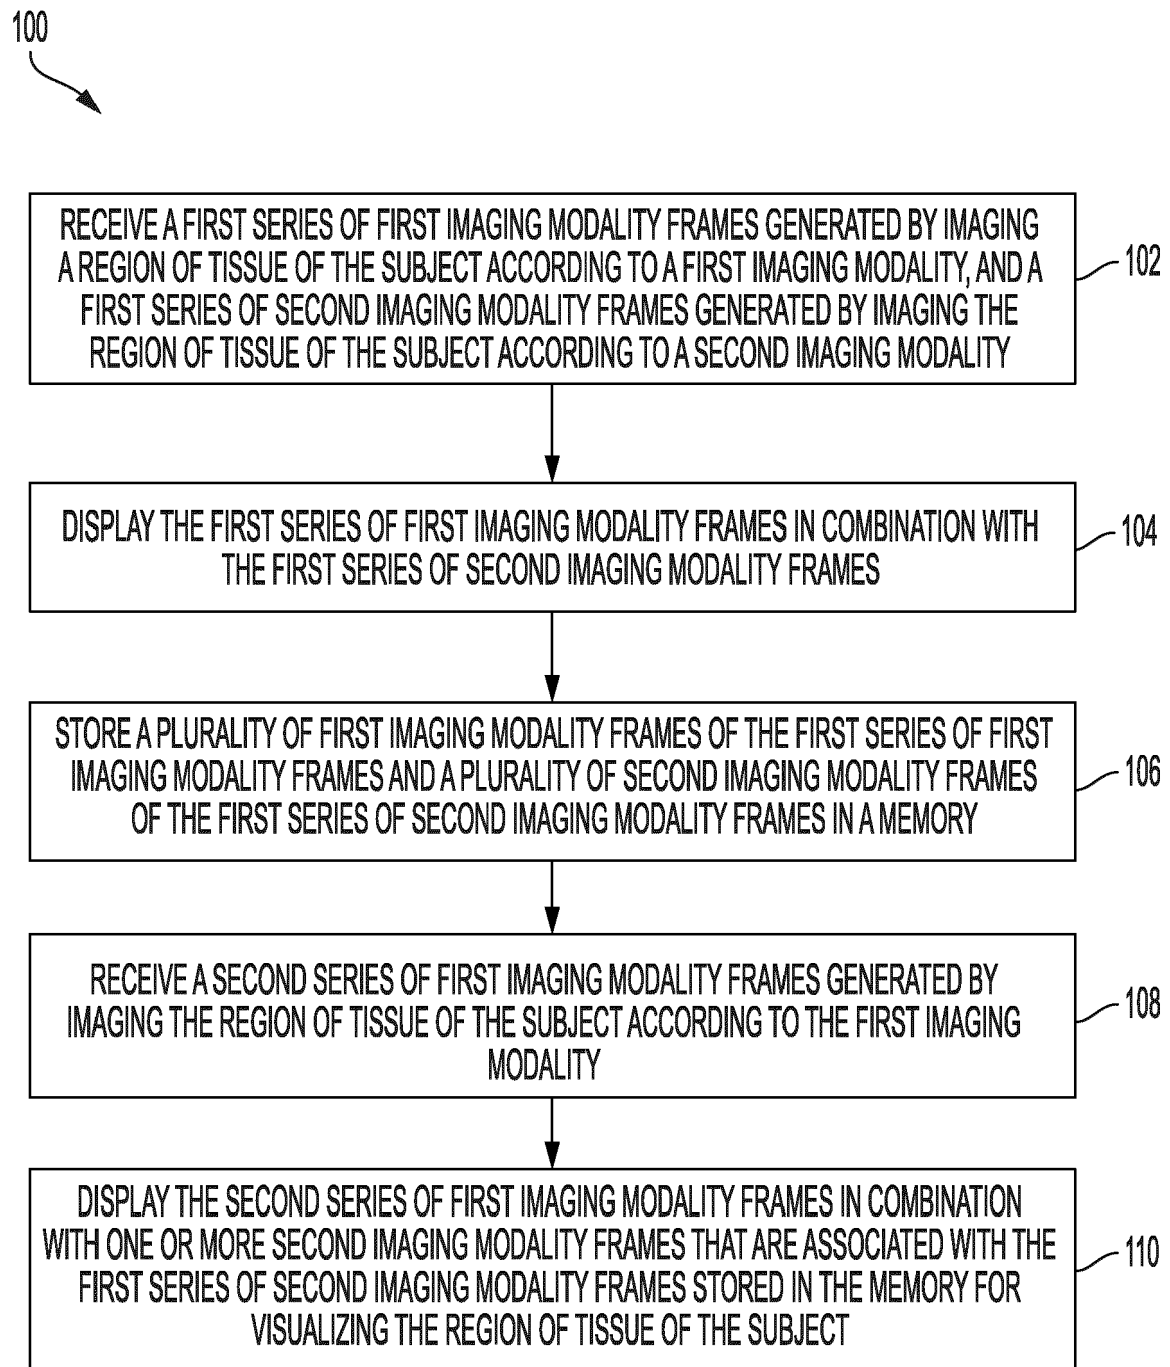 100
RECEIVE A FIRST SERIES OF FIRST IMAGING MODALITY FRAMES GENERATED BY IMAGING
A REGION OF TISSUE OF THE SUBJECT ACCORDING TO A FIRST IMAGING MODALITY, AND A
FIRST SERIES OF SECOND IMAGING MODALITY FRAMES GENERATED BY IMAGING THE
REGION OF TISSUE OF THE SUBJECT ACCORDING TO A SECOND IMAGING MODALITY
102
DISPLAY THE FIRST SERIES OF FIRST IMAGING MODALITY FRAMES IN COMBINATION WITH
THE FIRST SERIES OF SECOND IMAGING MODALITY FRAMES
104
STORE A PLURALITY OF FIRST IMAGING MODALITY FRAMES OF THE FIRST SERIES OF FIRST
IMAGING MODALITY FRAMES AND A PLURALITY OF SECOND IMAGING MODALITY FRAMES
OF THE FIRST SERIES OF SECOND IMAGING MODALITY FRAMES IN A MEMORY
106
RECEIVE A SECOND SERIES OF FIRST IMAGING MODALITY FRAMES GENERATED BY
IMAGING THE REGION OF TISSUE OF THE SUBJECT ACCORDING TO THE FIRST IMAGING
MODALITY
108
DISPLAY THE SECOND SERIES OF FIRST IMAGING MODALITY FRAMES IN COMBINATION
WITH ONE OR MORE SECOND IMAGING MODALITY FRAMES THAT ARE ASSOCIATED WITH THE
FIRST SERIES OF SECOND IMAGING MODALITY FRAMES STORED IN THE MEMORY FOR
VISUALIZING THE REGION OF TISSUE OF THE SUBJECT
110